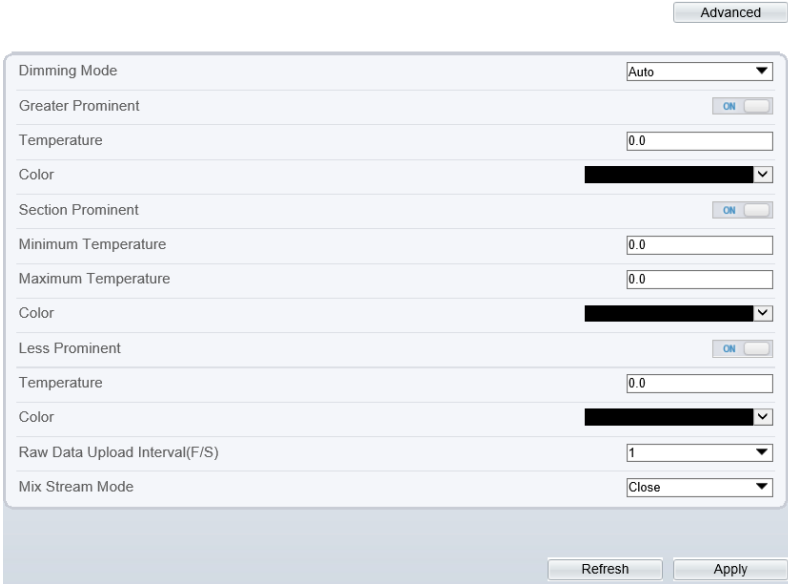 Advanced
Dimming Mode Auto
Greater Prominent ON
Temperature 0.0
Color
Section Prominent ON
Minimum Temperature 0.0
Maximum Temperature 0.0
Color
Less Prominent ON
Temperature 0.0
Color
Raw Data Upload Interval(F/S) 1
Mix Stream Mode Close
Refresh Apply